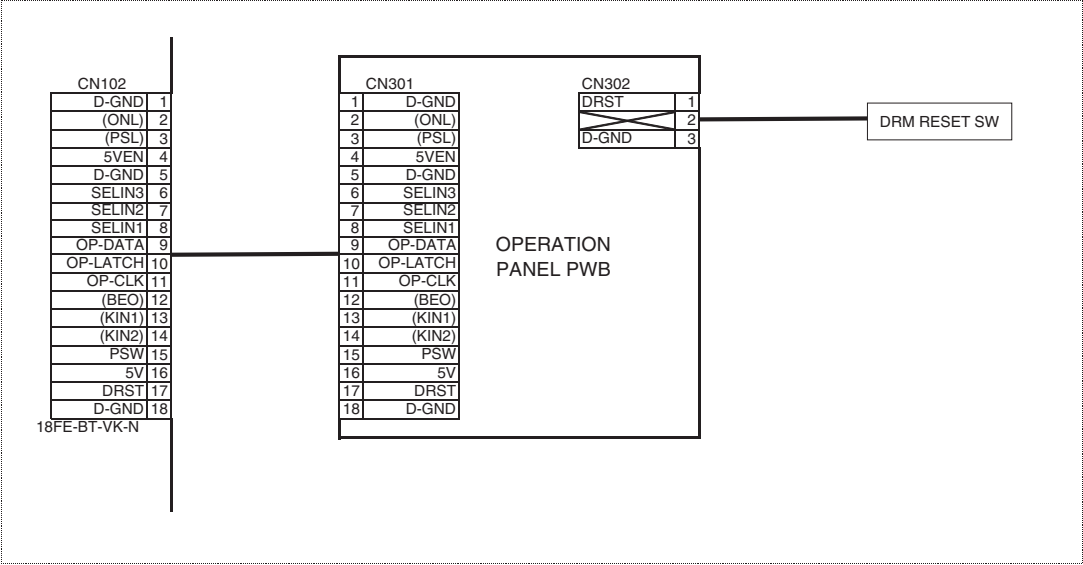 CN102
D-GND 1
(ONL) 2
(PSL) 3
5VEN 4
D-GND 5
SELIN3 6
SELIN2 7
SELIN1 8
OP-DATA 9
OP-LATCH 10
OP-CLK 11
(BEO) 12
(KIN1) 13
(KIN2) 14
PSW 15
5V 16
DRST 17
D-GND 18
18FE-BT-VK-N
CN301
1 D-GND
2 (ONL)
3 (PSL)
4 5VEN
5 D-GND
6 SELIN3
7 SELIN2
8 SELIN1
9 OP-DATA
10 OP-LATCH
11 OP-CLK
12 (BEO)
13 (KIN1)
14 (KIN2)
15 PSW
16 5V
17 DRST
18 D-GND
OPERATION
PANEL PWB
CN302
DRST 1
2
D-GND 3
DRM RESET SW